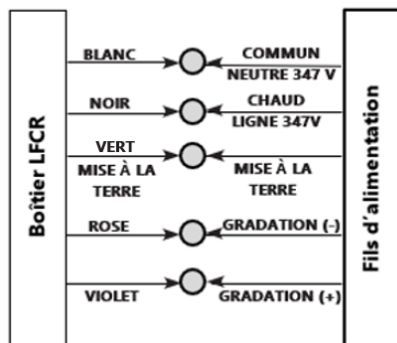 Boîtier LFCR
BLANC
COMMUN
NEUTRE 347 V
NOIR
CHAUD
LIGNE 347V
VERT
MISE À LA
TERRE
MISE À LA
TERRE
ROSE
GRADATION (-)
VIOLET
GRADATION (+)
Fils d'alimentation